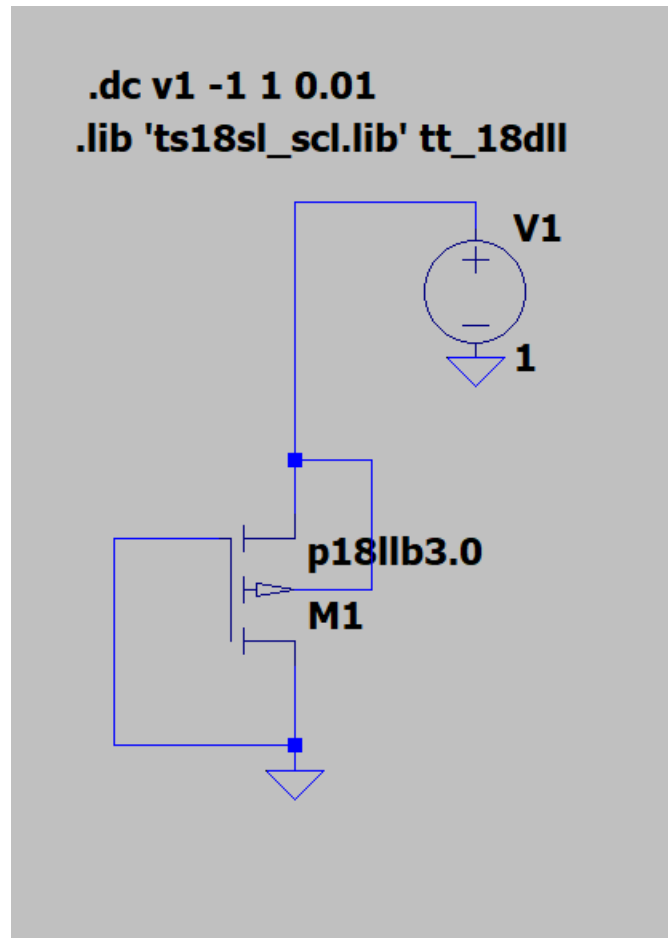 .dc v1 -1 1 0.01
.lib 'ts18sl_scl.lib' tt_18dll
V1
1
p18llb3.0
M1